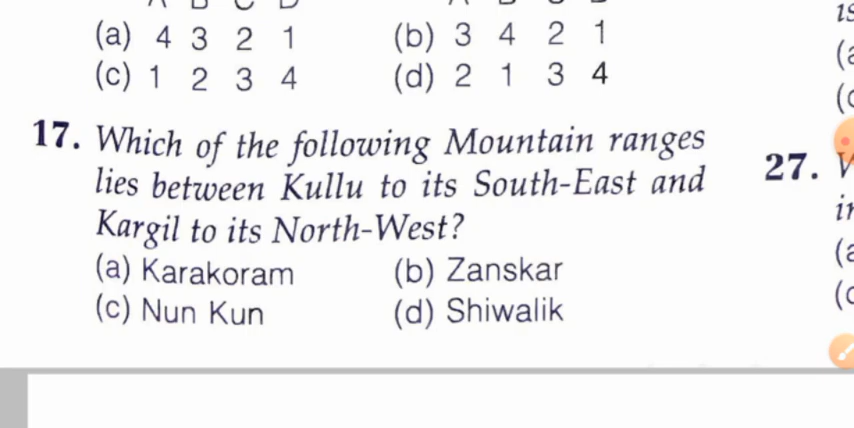 (a) 4 3 2 1 (b) 3 4 2 1
(c) 1 2 3 4 (d) 2 1 3 4
17. Which of the following Mountain ranges
lies between Kullu to its South-East and
Kargil to its North-West?
(a) Karakoram (b) Zanskar
(c) Nun Kun (d) Shiwalik
27.